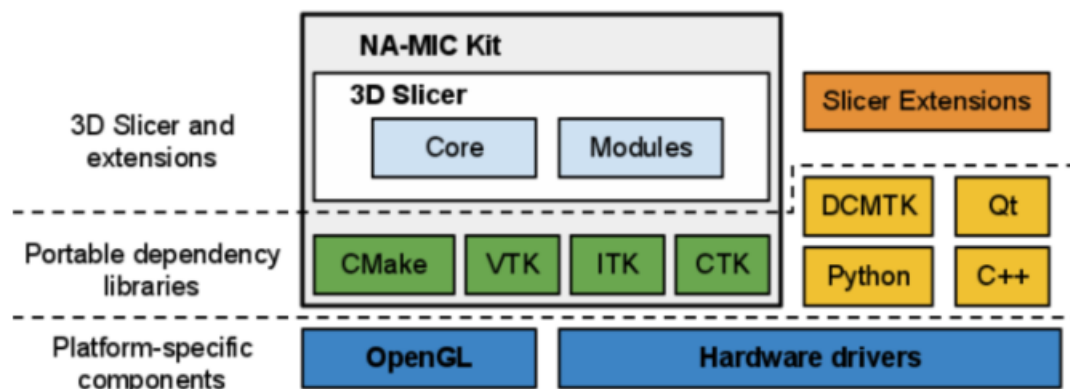 NA-MIC Kit
3D Slicer
Core
Modules
Slicer Extensions
3D Slicer and
extensions
DCMTK
Qt
Portable dependency
libraries
CMake
VTK
ITK
CTK
Python
C++
Platform-specific
components
OpenGL
Hardware drivers